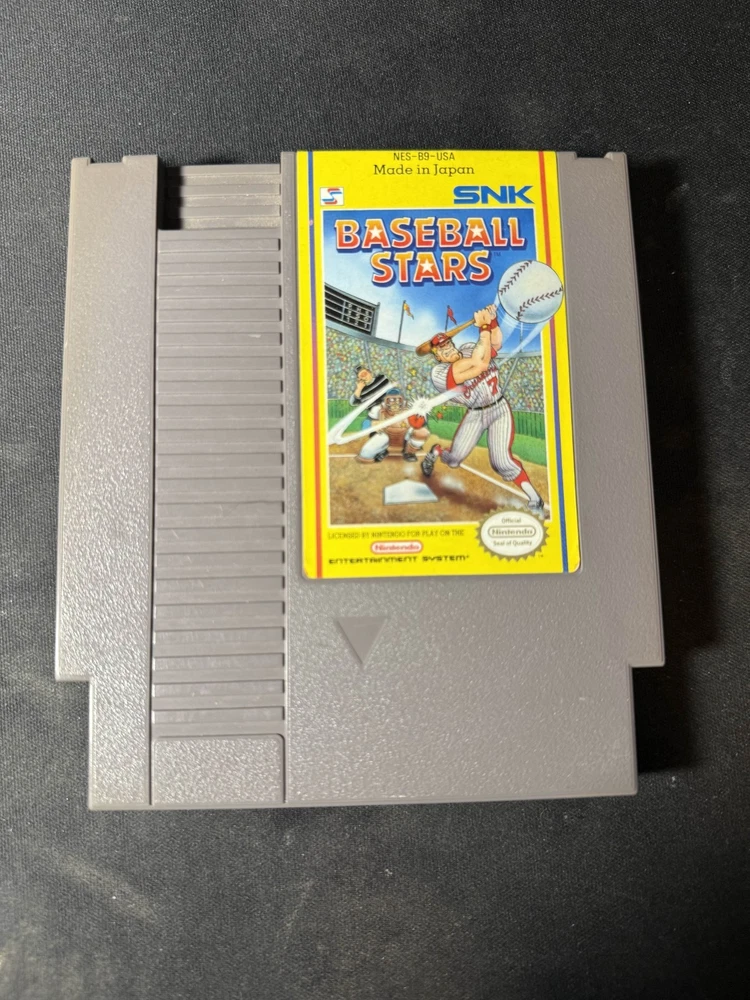 NES-B9-USA
Made in Japan
S
SNK
BASEBALL
STARS™
7
LICENSED BY NINTENDO FOR PLAY ON THE
Nintendo
ENTERTAINMENT SYSTEM®
Official
Nintendo
Seal of Quality